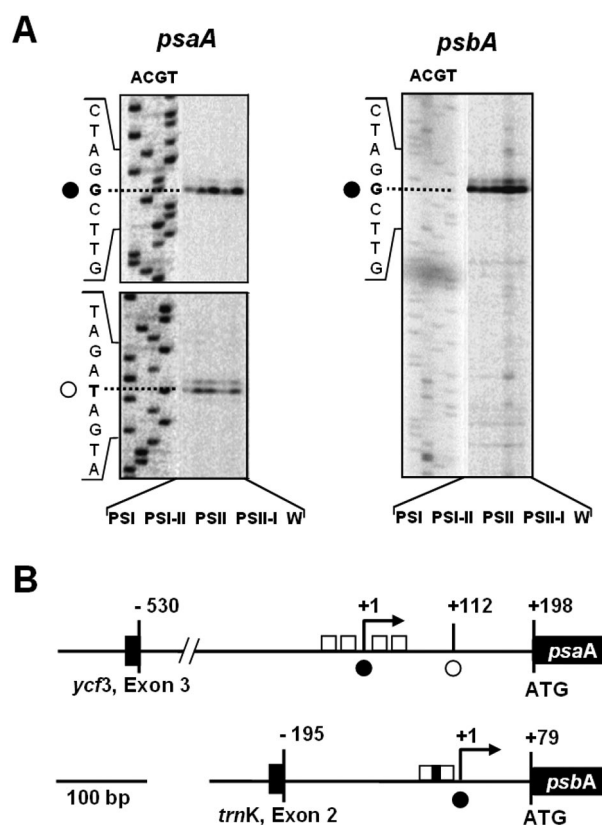 A
psaA
psbA
ACGT
ACGT
C
T
A
G
G
G
C
T
T
G
C
T
A
G
G
G
C
T
T
G
T
A
G
A
T
A
G
T
A
PSI PSI-II PSII PSII-I W
PSI PSI-II PSII PSII-I W
B
- 530
+1
+112
+198
psaA
ycf3, Exon 3
ATG
- 195
+1
+79
psbA
100 bp
trnK, Exon 2
ATG